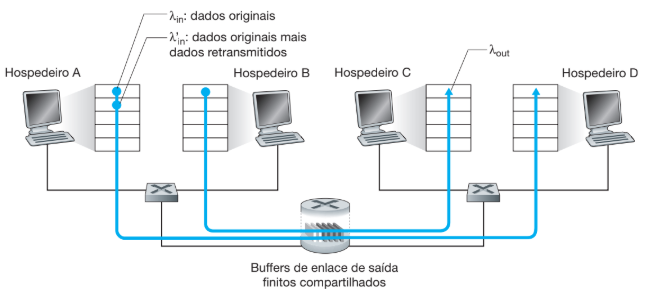 λin: dados originais
λ'in: dados originais mais
dados retransmitidos
λout
Hospedeiro A
Hospedeiro B
Hospedeiro C
Hospedeiro D
Buffers de enlace de saída
finitos compartilhados